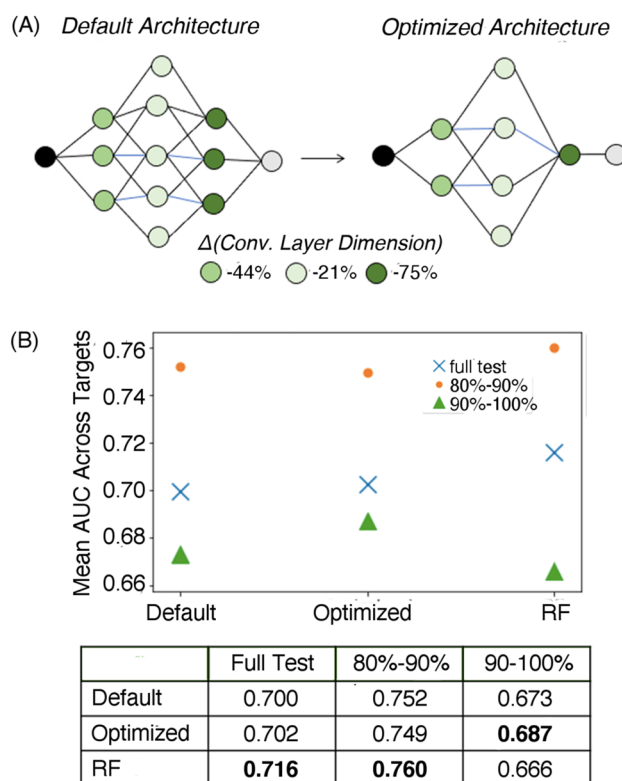 (A) Default Architecture Optimized Architecture
Δ(Conv. Layer Dimension)
-44% -21% -75%
(B)
Mean AUC Across Targets
0.76
0.74
0.72
0.70
0.68
0.66
full test
80%-90%
90%-100%
Default Optimized RF
Full Test 80%-90% 90-100%
Default 0.700 0.752 0.673
Optimized 0.702 0.749 0.687
RF 0.716 0.760 0.666